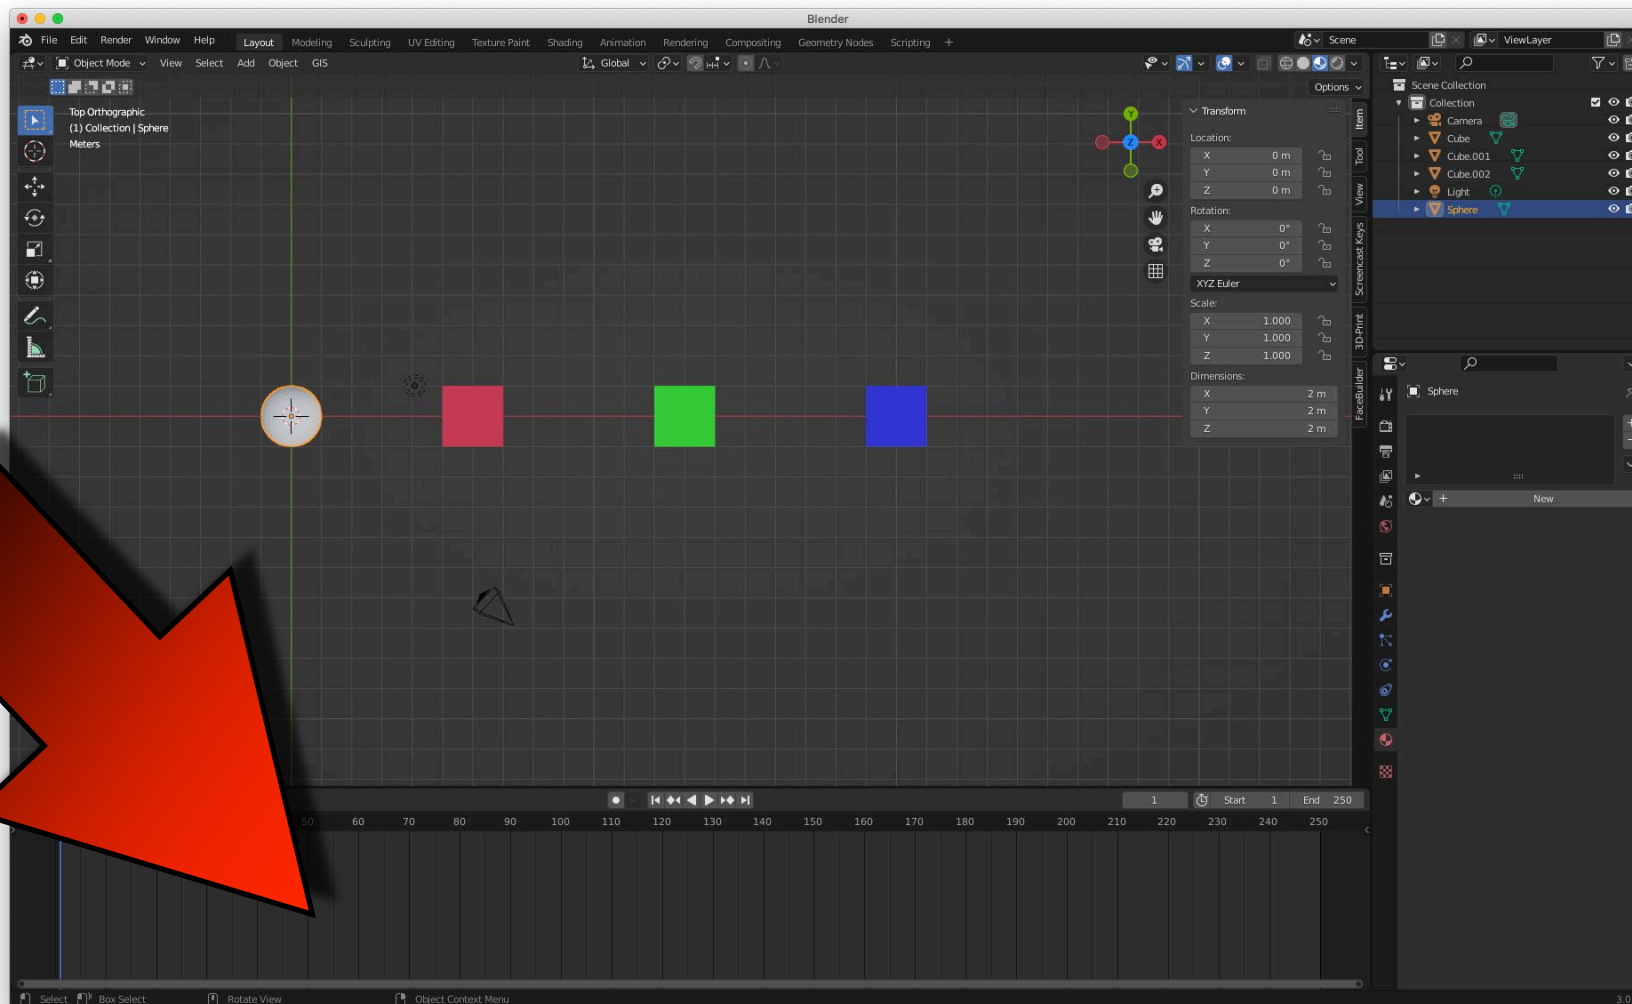 Blender
File Edit Render Window Help Layout Modeling Sculpting UV Editing Texture Paint Shading Animation Rendering Compositing Geometry Nodes Scripting + Scene ViewLayer
Object Mode View Select Add Object GIS Global
Options
Top Orthographic
(1) Collection | Sphere
Meters
Y
Z
X
Transform
Location:
X 0 m
Y 0 m
Z 0 m
Rotation:
X 0°
Y 0°
Z 0°
XYZ Euler
Scale:
X 1.000
Y 1.000
Z 1.000
Dimensions:
X 2 m
Y 2 m
Z 2 m
Item
Tool
View
Screencast Keys
3D-Print
FaceBuilder
Scene Collection
Collection
Camera
Cube
Cube.001
Cube.002
Light
Sphere
Sphere
+ New
1 Start 1 End 250
50 60 70 80 90 100 110 120 130 140 150 160 170 180 190 200 210 220 230 240 250
Select Box Select Rotate View Object Context Menu